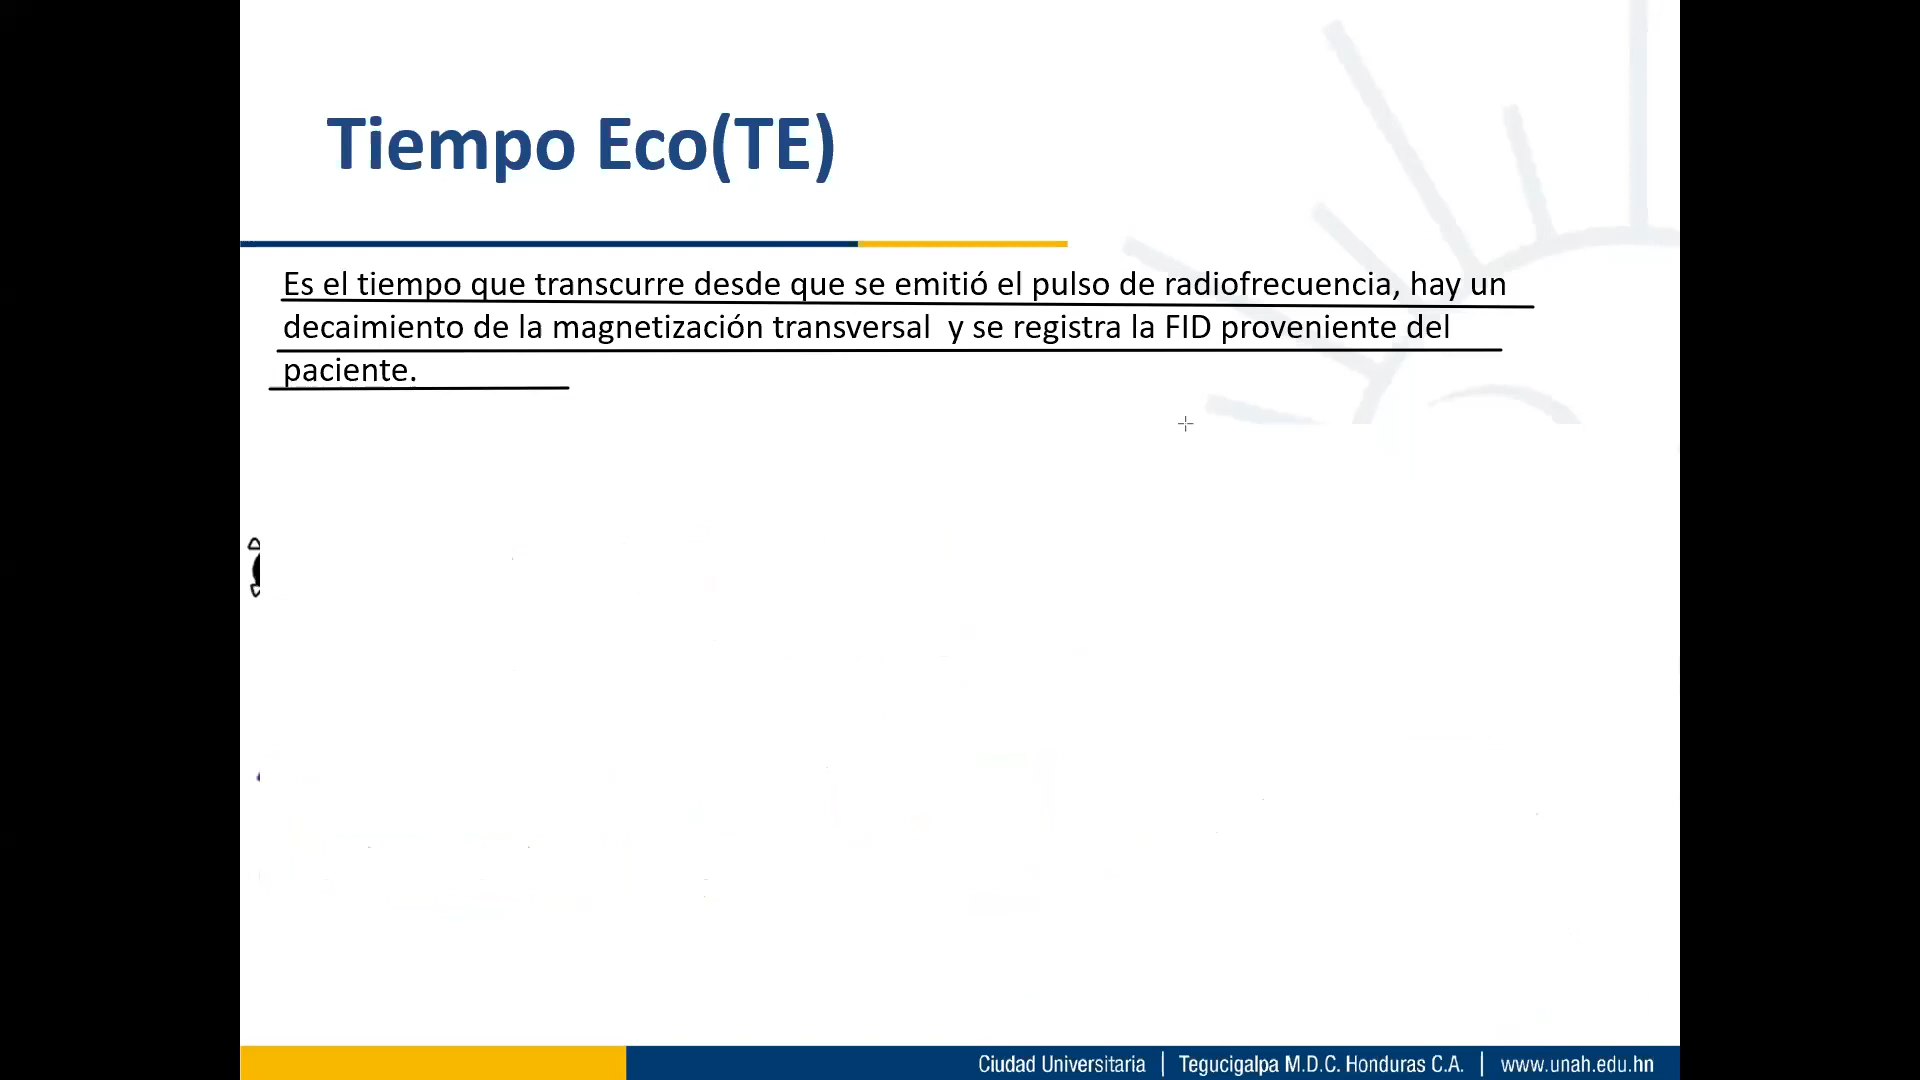 Tiempo Eco(TE)
Es el tiempo que transcurre desde que se emitió el pulso de radiofrecuencia, hay un
decaimiento de la magnetización transversal  y se registra la FID proveniente del
paciente.
Ciudad Universitaria | Tegucigalpa M.D.C. Honduras C.A. | www.unah.edu.hn